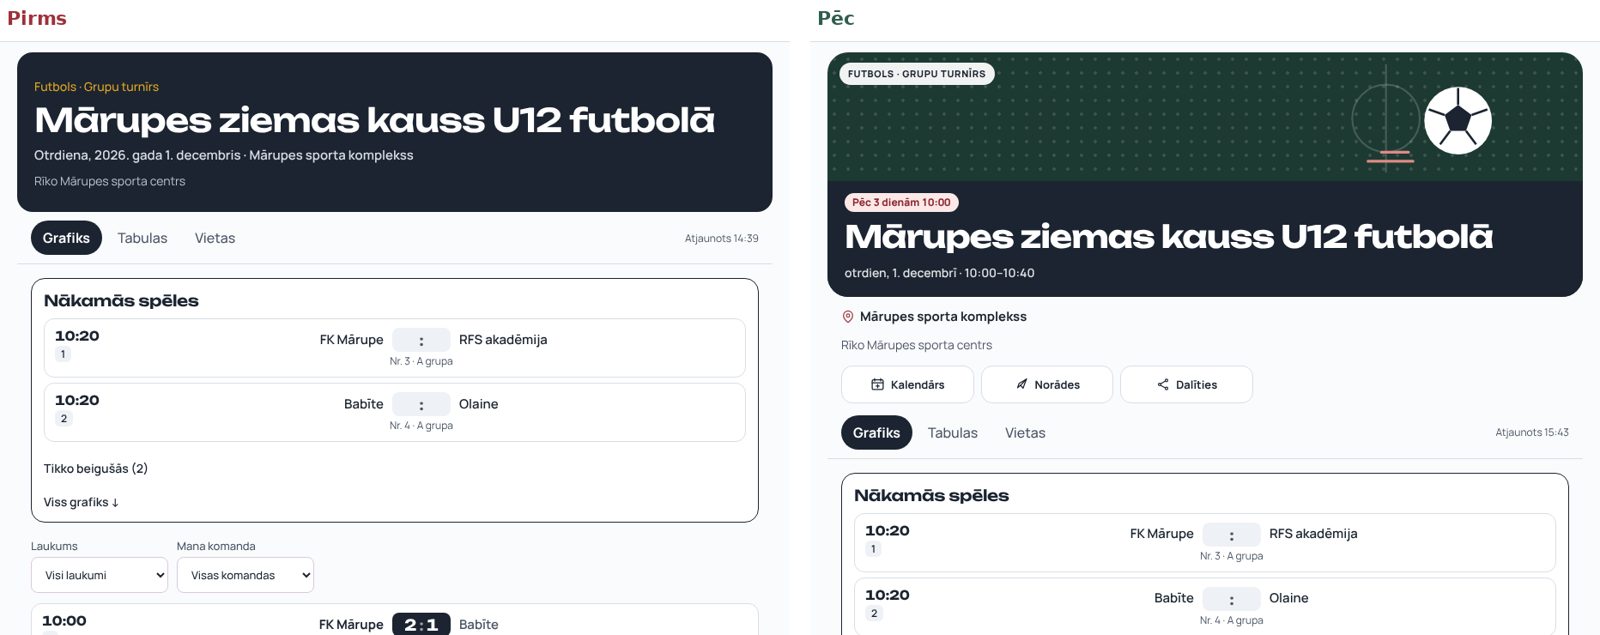 Pirms
Futbols · Grupu turnīrs
Mārupes ziemas kauss U12 futbolā
Otrdiena, 2026. gada 1. decembris · Mārupes sporta komplekss
Rīko Mārupes sporta centrs
Grafiks
Tabulas
Vietas
Atjaunots 14:39
Nākamās spēles
10:20
1
FK Mārupe : RFS akadēmija
Nr. 3 · A grupa
10:20
2
Babīte : Olaine
Nr. 4 · A grupa
Tikko beigušās (2)
Viss grafiks ↓
Laukums
Visi laukumi
Mana komanda
Visas komandas
10:00
FK Mārupe 2:1 Babīte
Pēc
FUTBOLS · GRUPU TURNĪRS
Pēc 3 dienām 10:00
Mārupes ziemas kauss U12 futbolā
otrdien, 1. decembrī · 10:00–10:40
Mārupes sporta komplekss
Rīko Mārupes sporta centrs
Kalendārs
Norādes
Dalīties
Grafiks
Tabulas
Vietas
Atjaunots 15:43
Nākamās spēles
10:20
1
FK Mārupe : RFS akadēmija
Nr. 3 · A grupa
10:20
2
Babīte : Olaine
Nr. 4 · A grupa